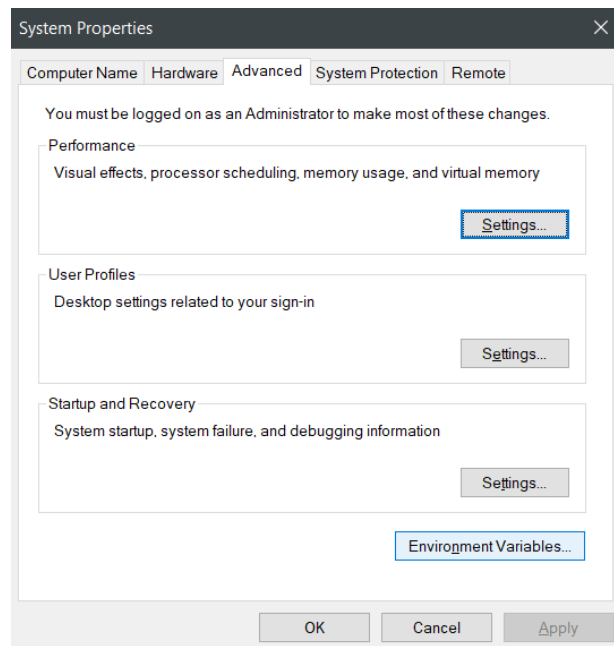 System Properties
Computer Name Hardware Advanced System Protection Remote
You must be logged on as an Administrator to make most of these changes.
Performance
Visual effects, processor scheduling, memory usage, and virtual memory
Settings...
User Profiles
Desktop settings related to your sign-in
Settings...
Startup and Recovery
System startup, system failure, and debugging information
Settings...
Environment Variables...
OK Cancel Apply